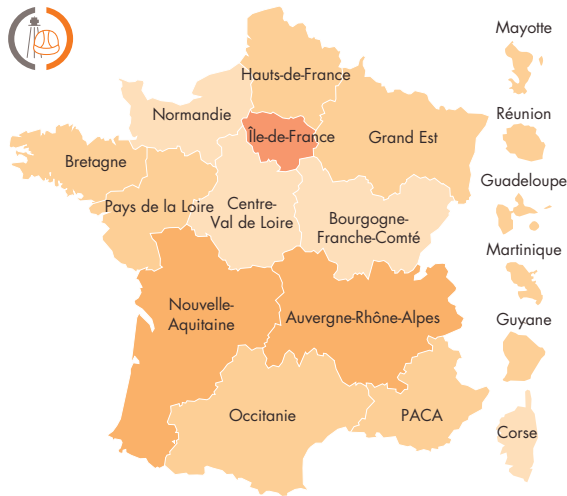 Mayotte
Hauts-de-France
Normandie
Réunion
Île-de-France
Grand Est
Bretagne
Guadeloupe
Pays de la Loire
Centre-
Val de Loire
Bourgogne-
Franche-Comté
Martinique
Nouvelle-
Aquitaine
Auvergne-Rhône-Alpes
Guyane
Occitanie
PACA
Corse